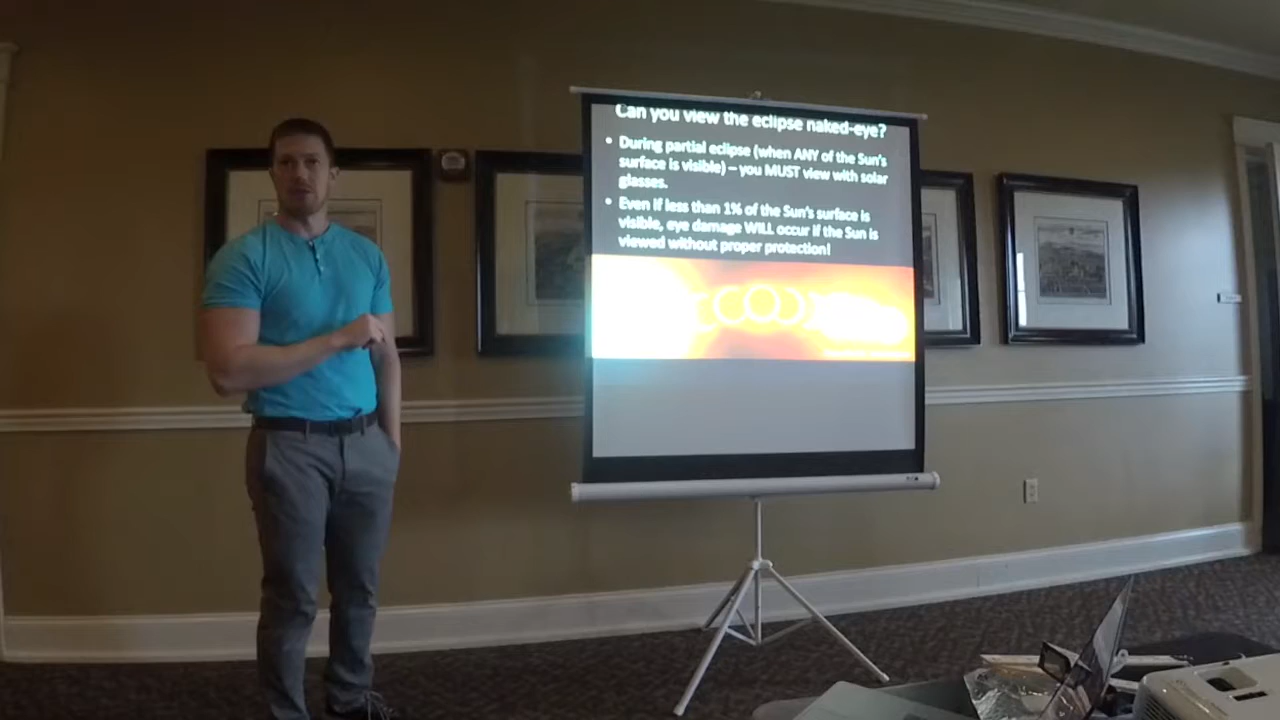 Can you view the eclipse naked-eye?
• During partial eclipse (when ANY of the Sun's
surface is visible) – you MUST view with solar
glasses.
• Even if less than 1% of the Sun's surface is
visible, eye damage WILL occur if the Sun is
viewed without proper protection!